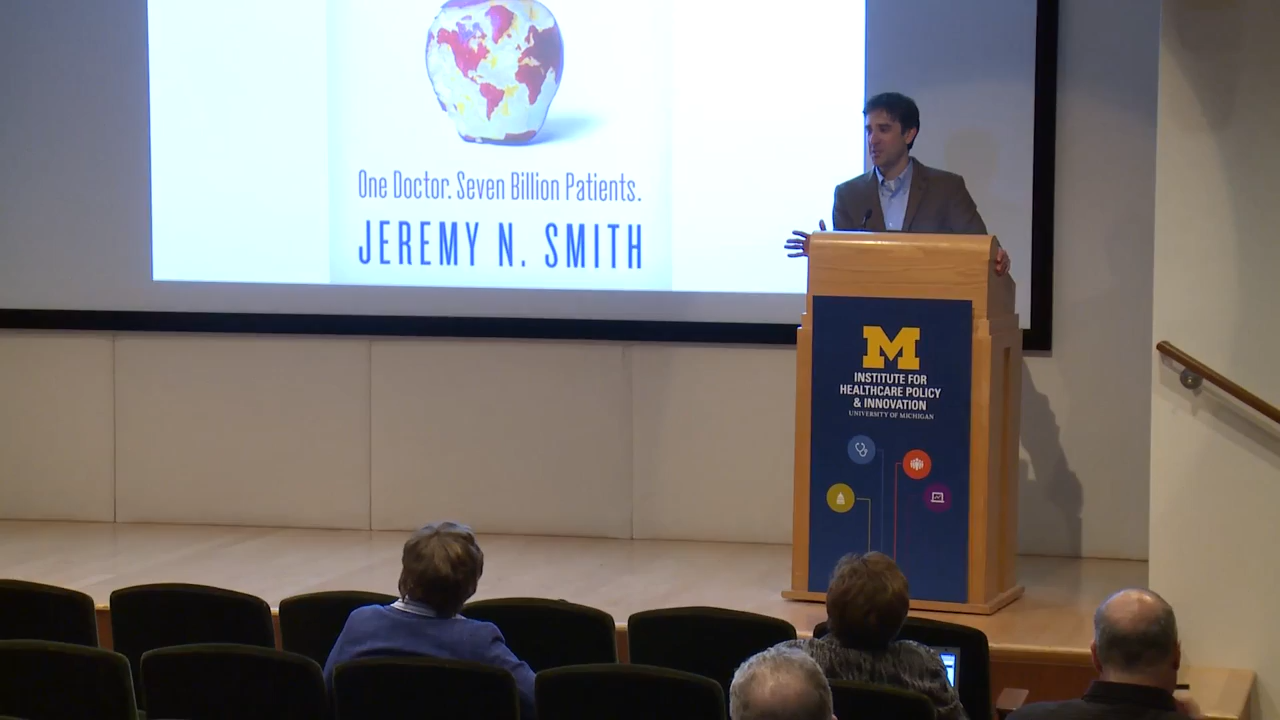 One Doctor. Seven Billion Patients.
JEREMY N. SMITH
M
INSTITUTE FOR
HEALTHCARE POLICY
& INNOVATION
UNIVERSITY OF MICHIGAN